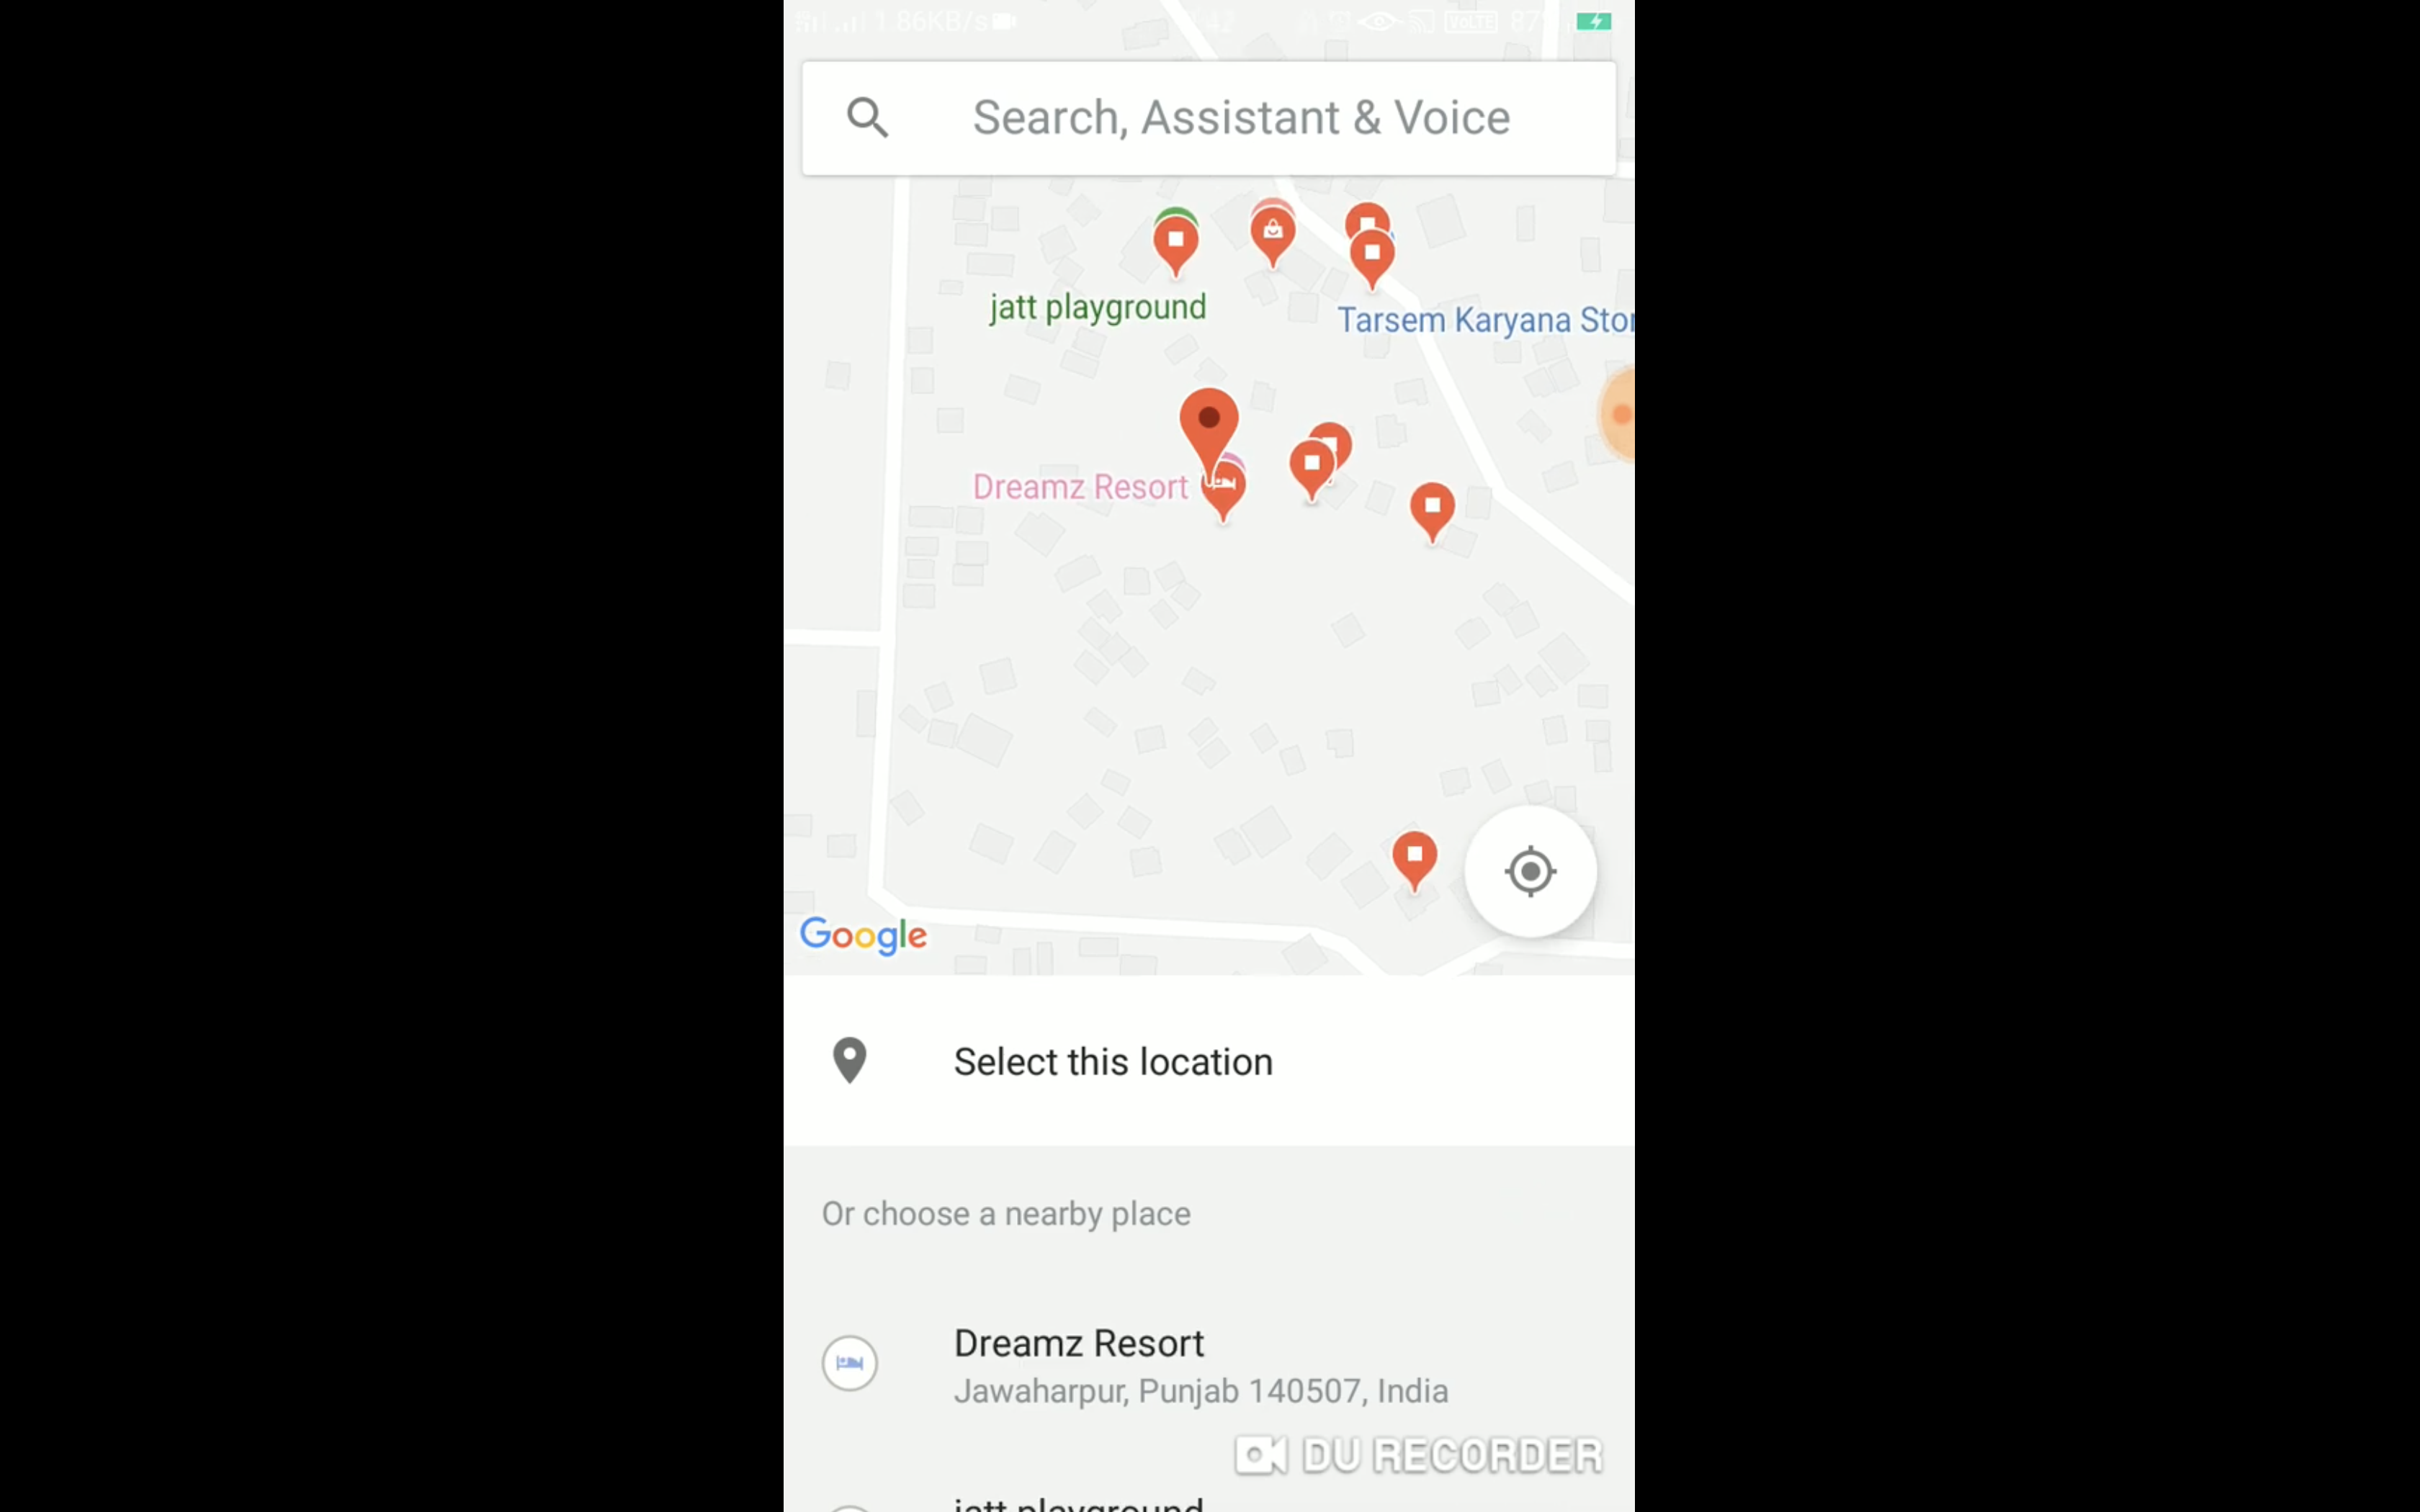 1.86KB/s
VoLTE
Search, Assistant & Voice
jatt playground
Tarsem Karyana Stor
Dreamz Resort
Google
Select this location
Or choose a nearby place
Dreamz Resort
Jawaharpur, Punjab 140507, India
DU RECORDER
jatt playground